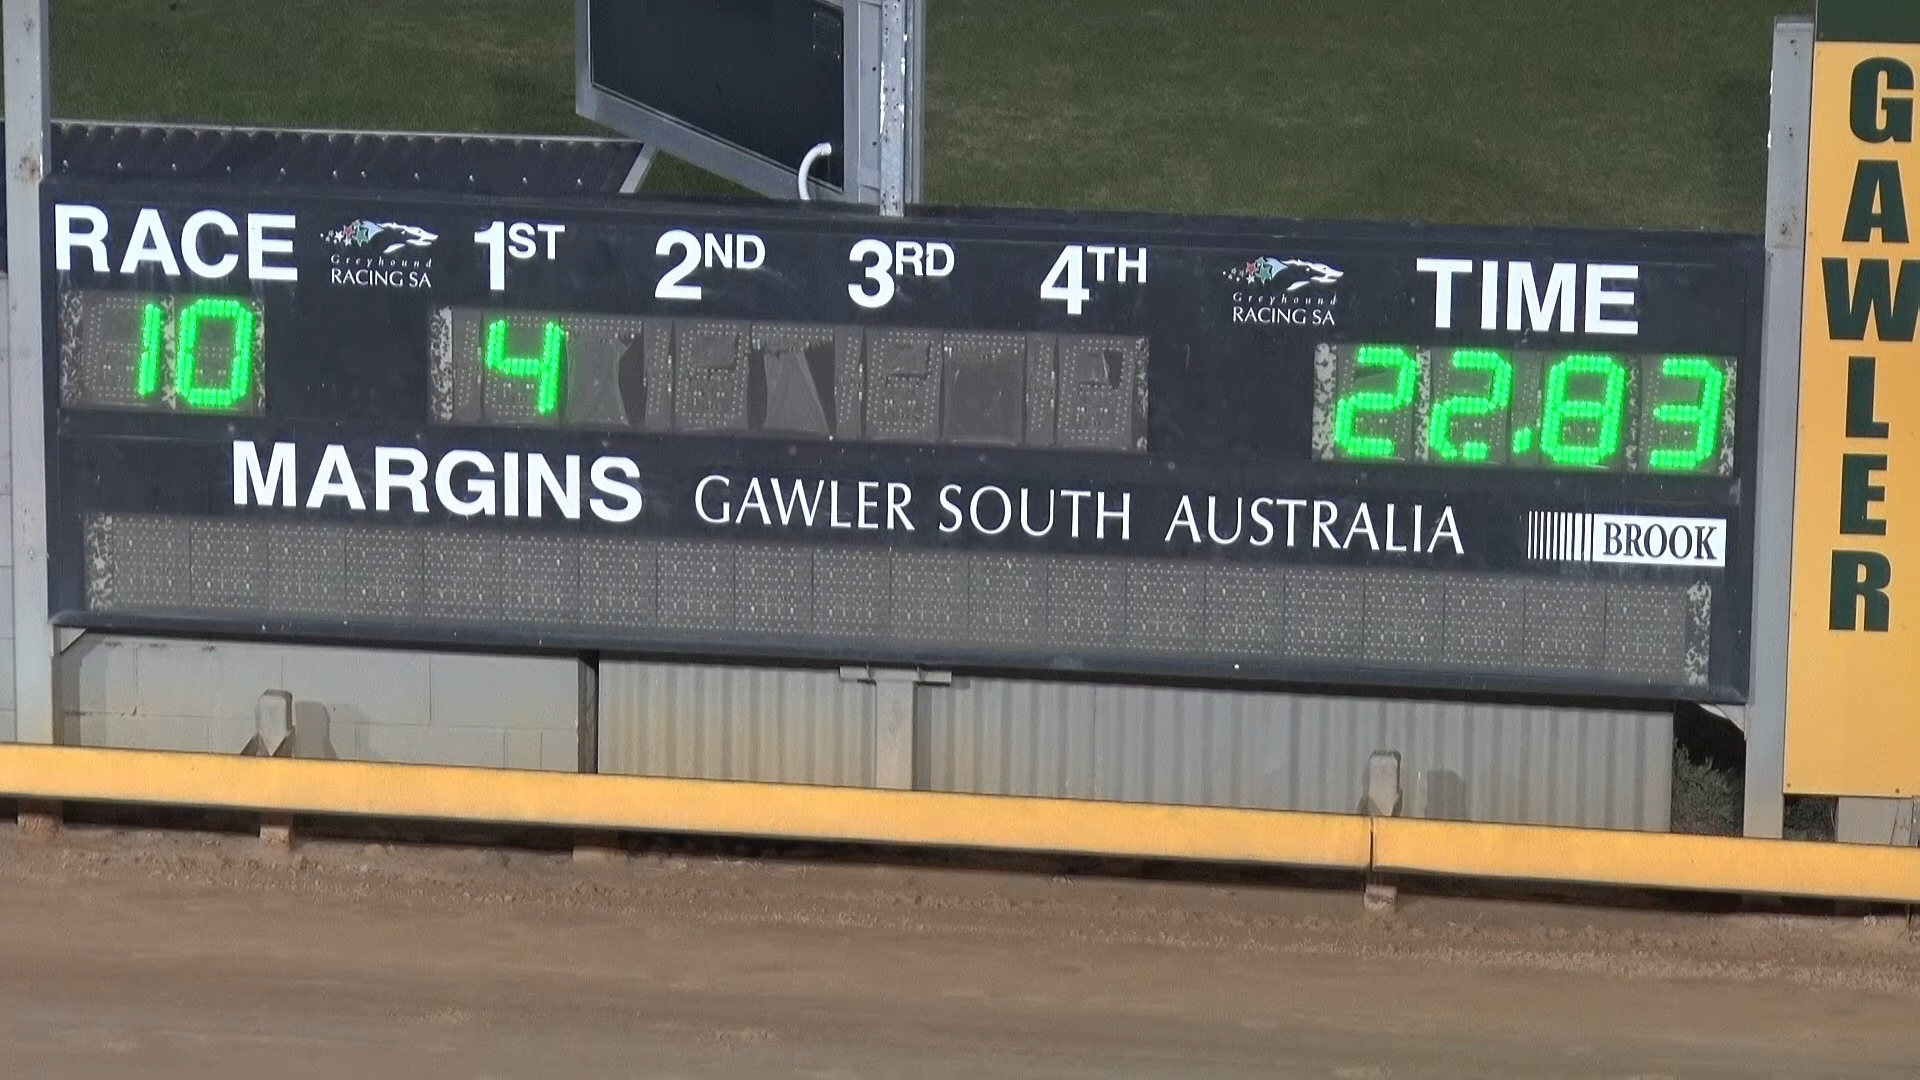 RACE
Greyhound
RACING SA
1ST
2ND
3RD
4TH
Greyhound
RACING SA
TIME
10
4
22.83
MARGINS
GAWLER SOUTH AUSTRALIA
BROOK
GAWLER